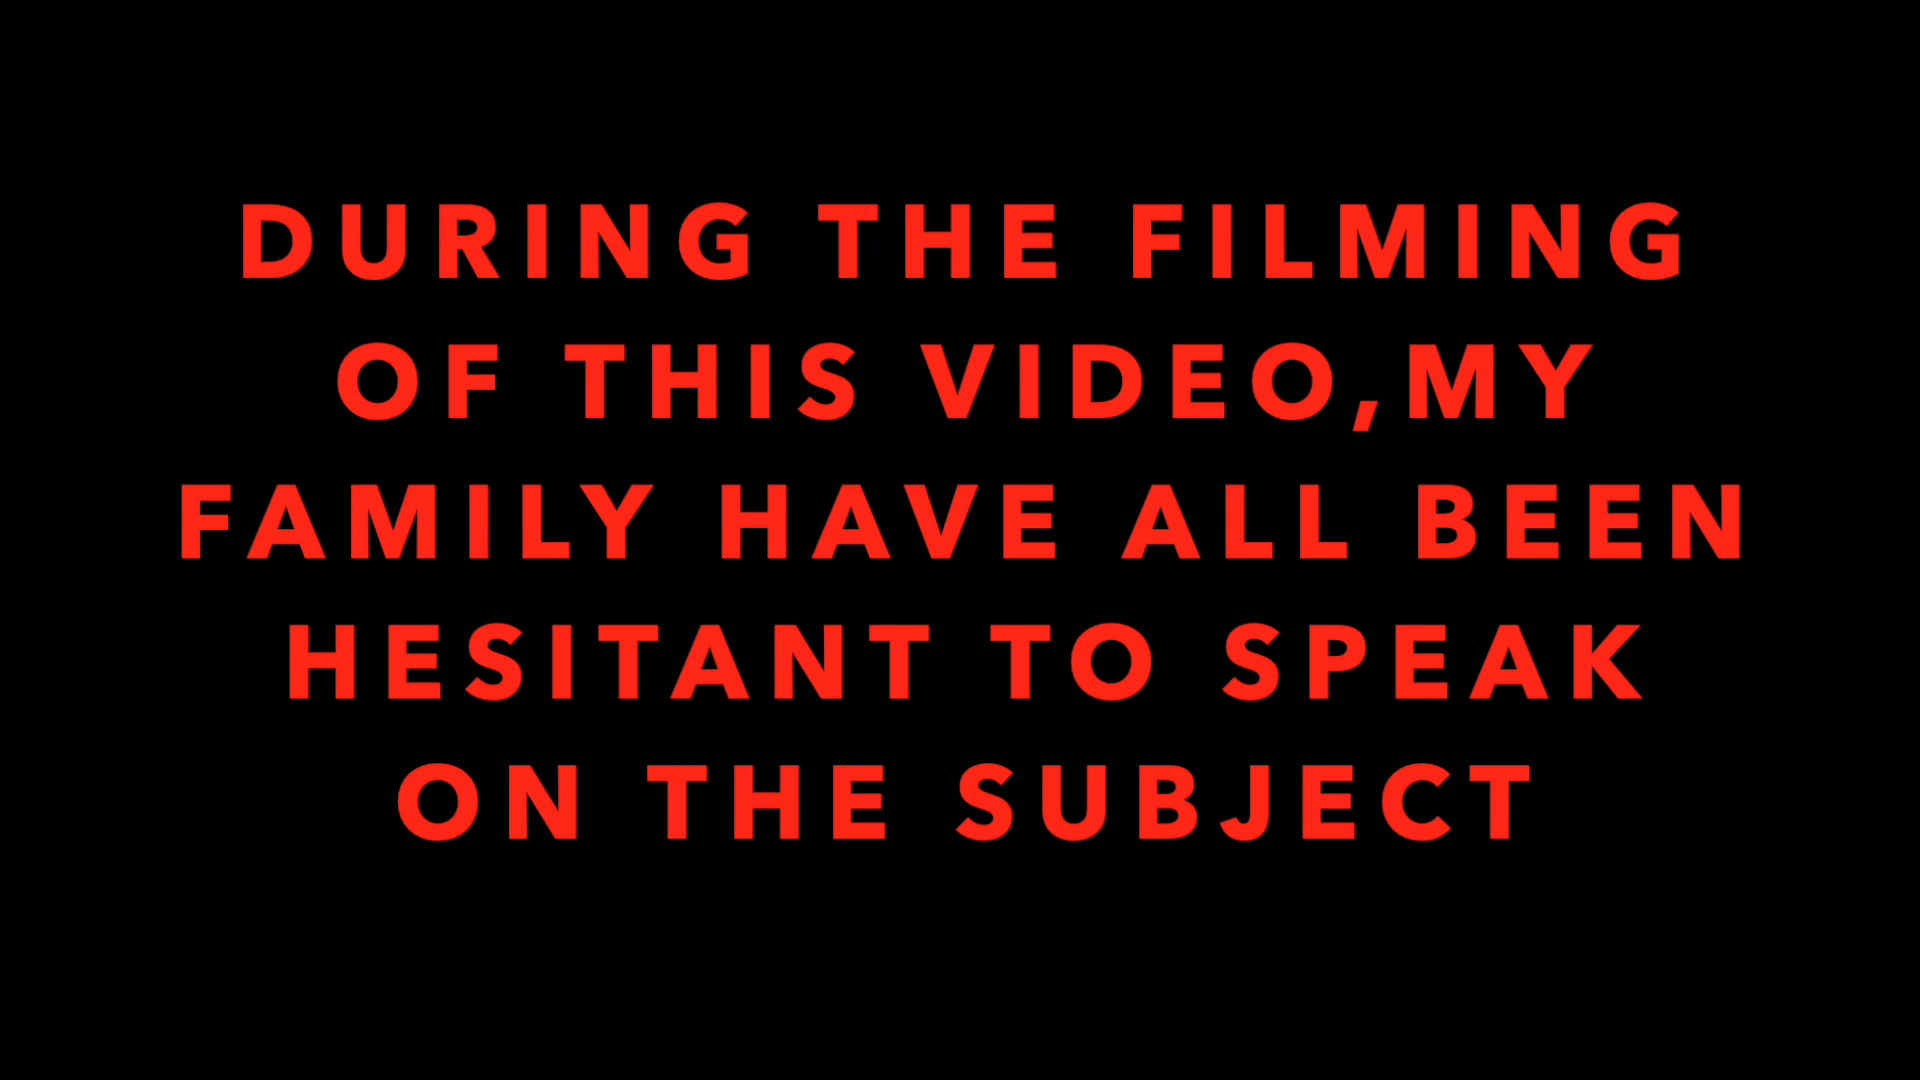 DURING THE FILMING
OF THIS VIDEO,MY
FAMILY HAVE ALL BEEN
HESITANT TO SPEAK
ON THE SUBJECT